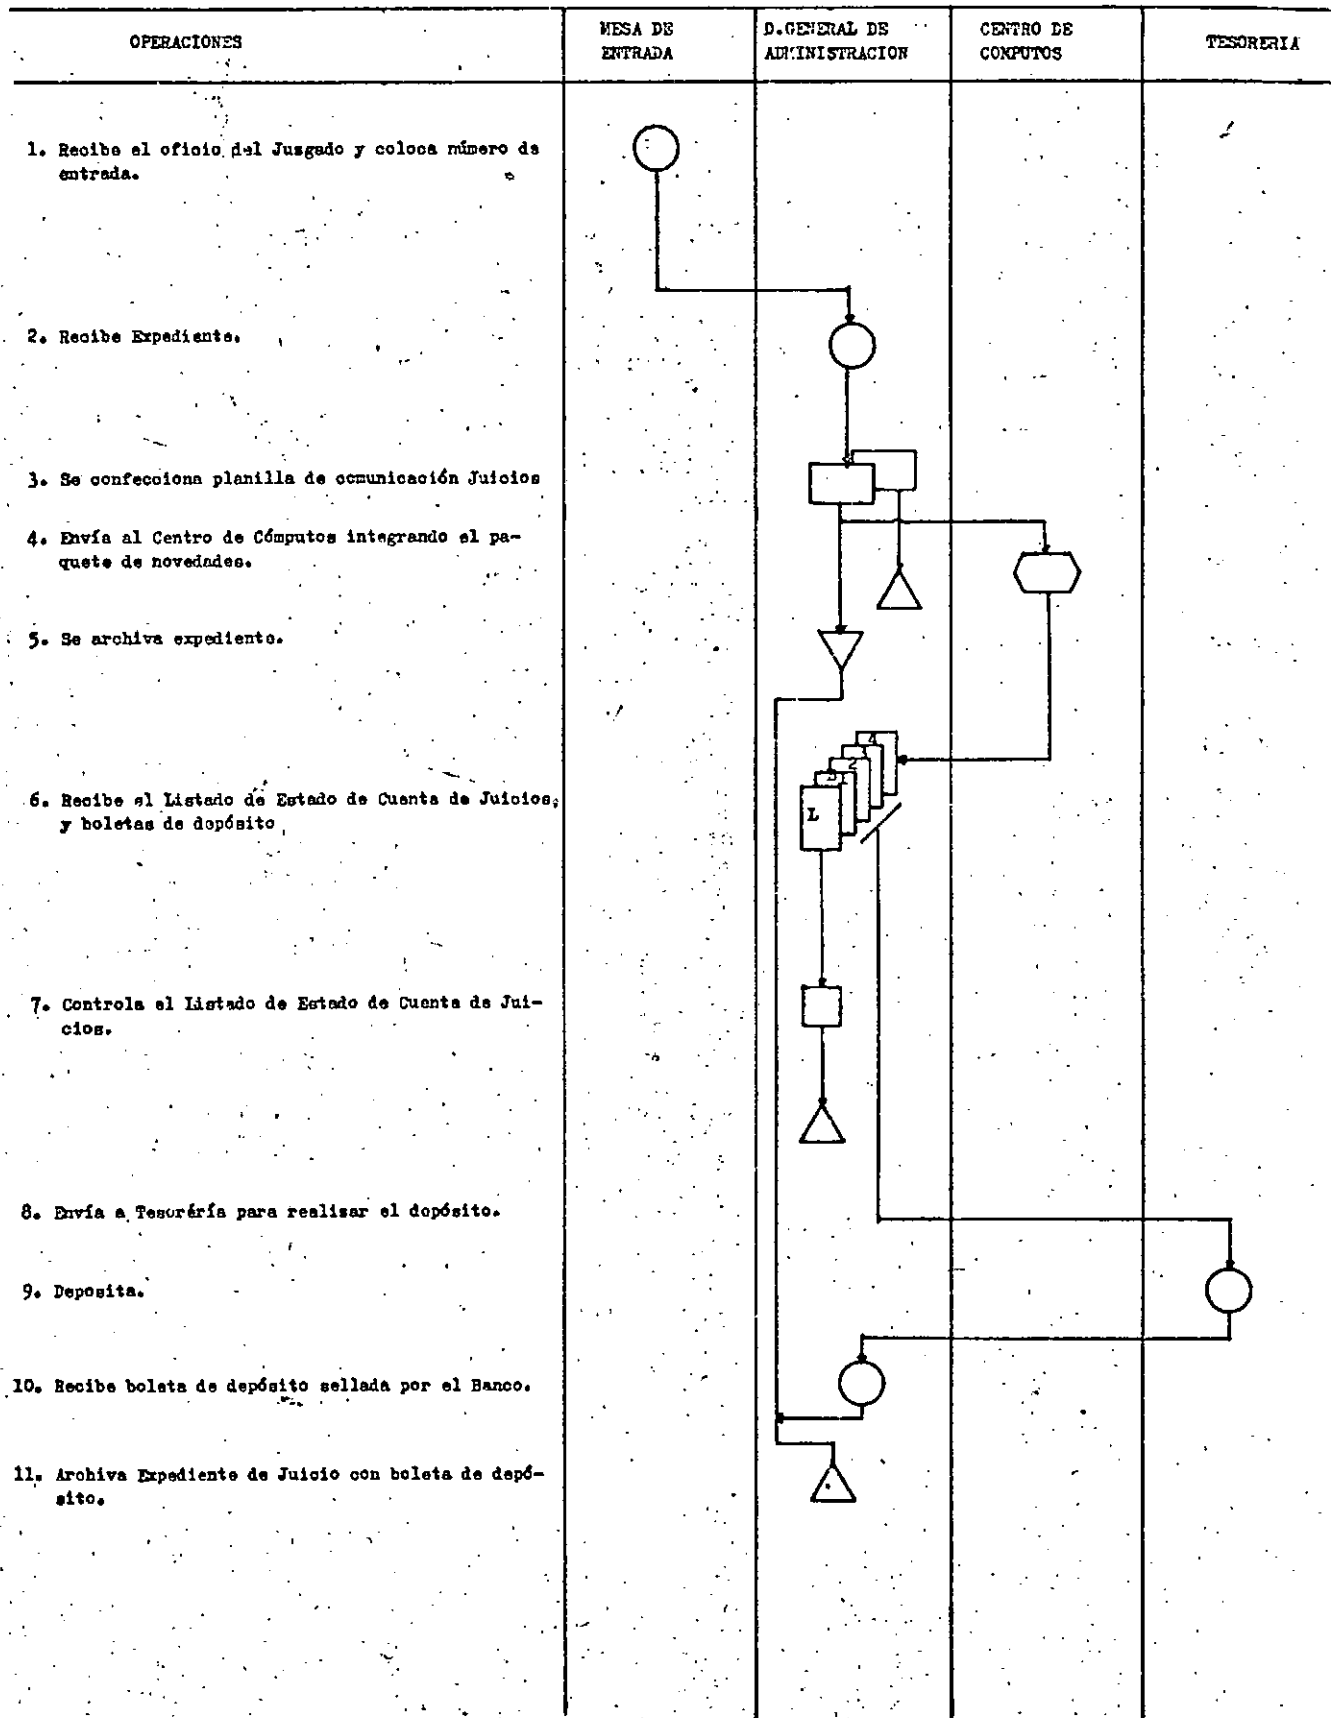 OPERACIONES
MESA DE
ENTRADA
D.GENERAL DE
ADMINISTRACION
CENTRO DE
COMPUTOS
TESORERIA
1. Recibe el oficio del Juzgado y coloca número de
entrada.
2. Recibe Expediente.
3. Se confecciona planilla de comunicación Juicios
4. Envía al Centro de Cómputos integrando el pa-
quete de novedades.
5. Se archiva expediente.
4
3
2
1
L
6. Recibe el Listado de Estado de Cuenta de Juicios,
y boletas de depósito
7. Controla el Listado de Estado de Cuenta de Jui-
cios.
8. Envía a Tesorería para realizar el depósito.
9. Deposita.
10. Recibe boleta de depósito sellada por el Banco.
11. Archiva Expediente de Juicio con boleta de depó-
sito.